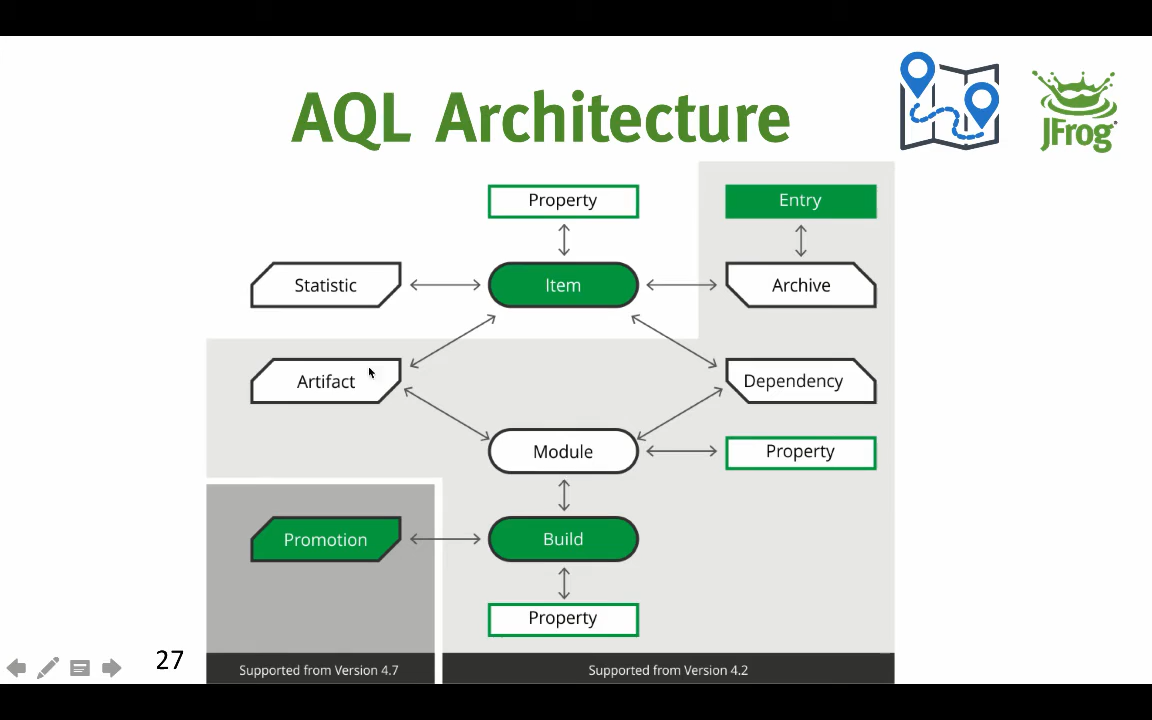 AQL Architecture
JFrog
Property
Entry
Statistic
Item
Archive
Artifact
Dependency
Module
Property
Promotion
Build
Property
27
Supported from Version 4.7
Supported from Version 4.2